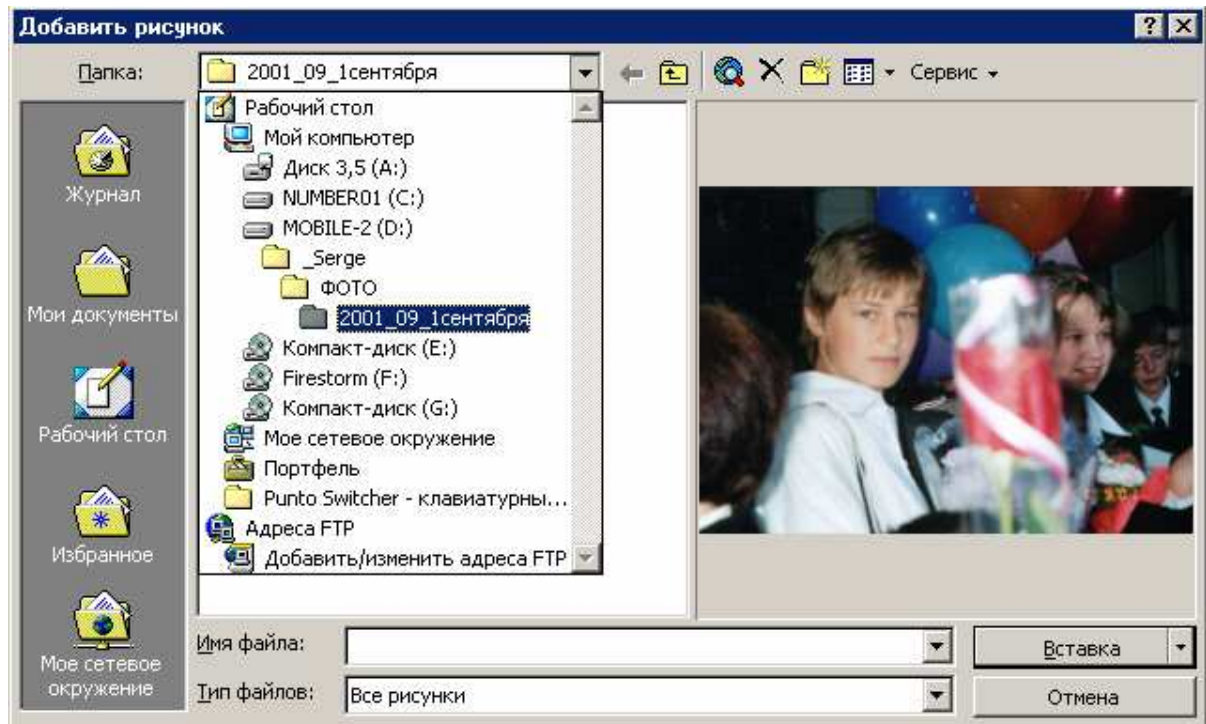 Добавить рисунок
Папка:
2001_09_1сентября
Сервис
Рабочий стол
Мой компьютер
Диск 3,5 (A:)
NUMBER01 (C:)
MOBILE-2 (D:)
_Serge
ФОТО
2001_09_1сентября
Компакт-диск (E:)
Firestorm (F:)
Компакт-диск (G:)
Мое сетевое окружение
Портфель
Punto Switcher - клавиатурны...
Адреса FTP
Добавить/изменить адреса FTP
Журнал
Мои документы
Рабочий стол
Избранное
Мое сетевое
окружение
Имя файла:
Вставка
Тип файлов:
Все рисунки
Отмена